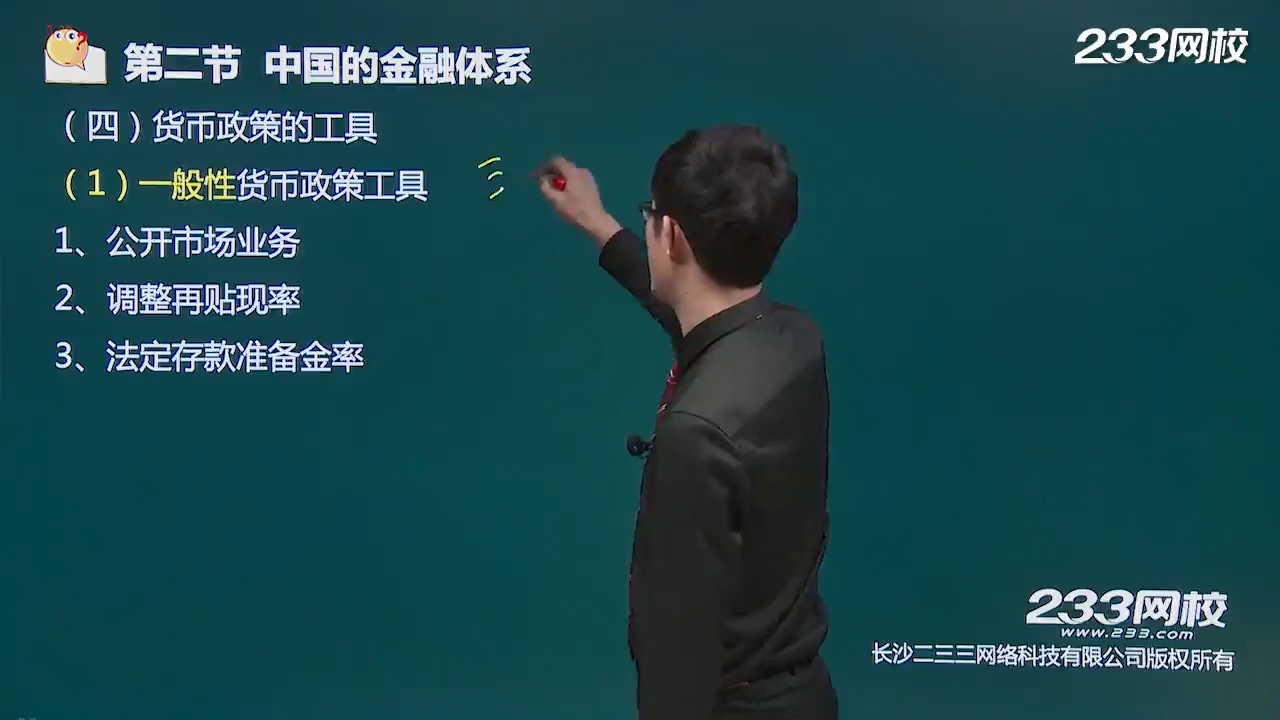 第二节 中国的金融体系
233网校
（四）货币政策的工具
（1）一般性货币政策工具
1、公开市场业务
2、调整再贴现率
3、法定存款准备金率
233网校
www.233.com
长沙二三三网络科技有限公司版权所有